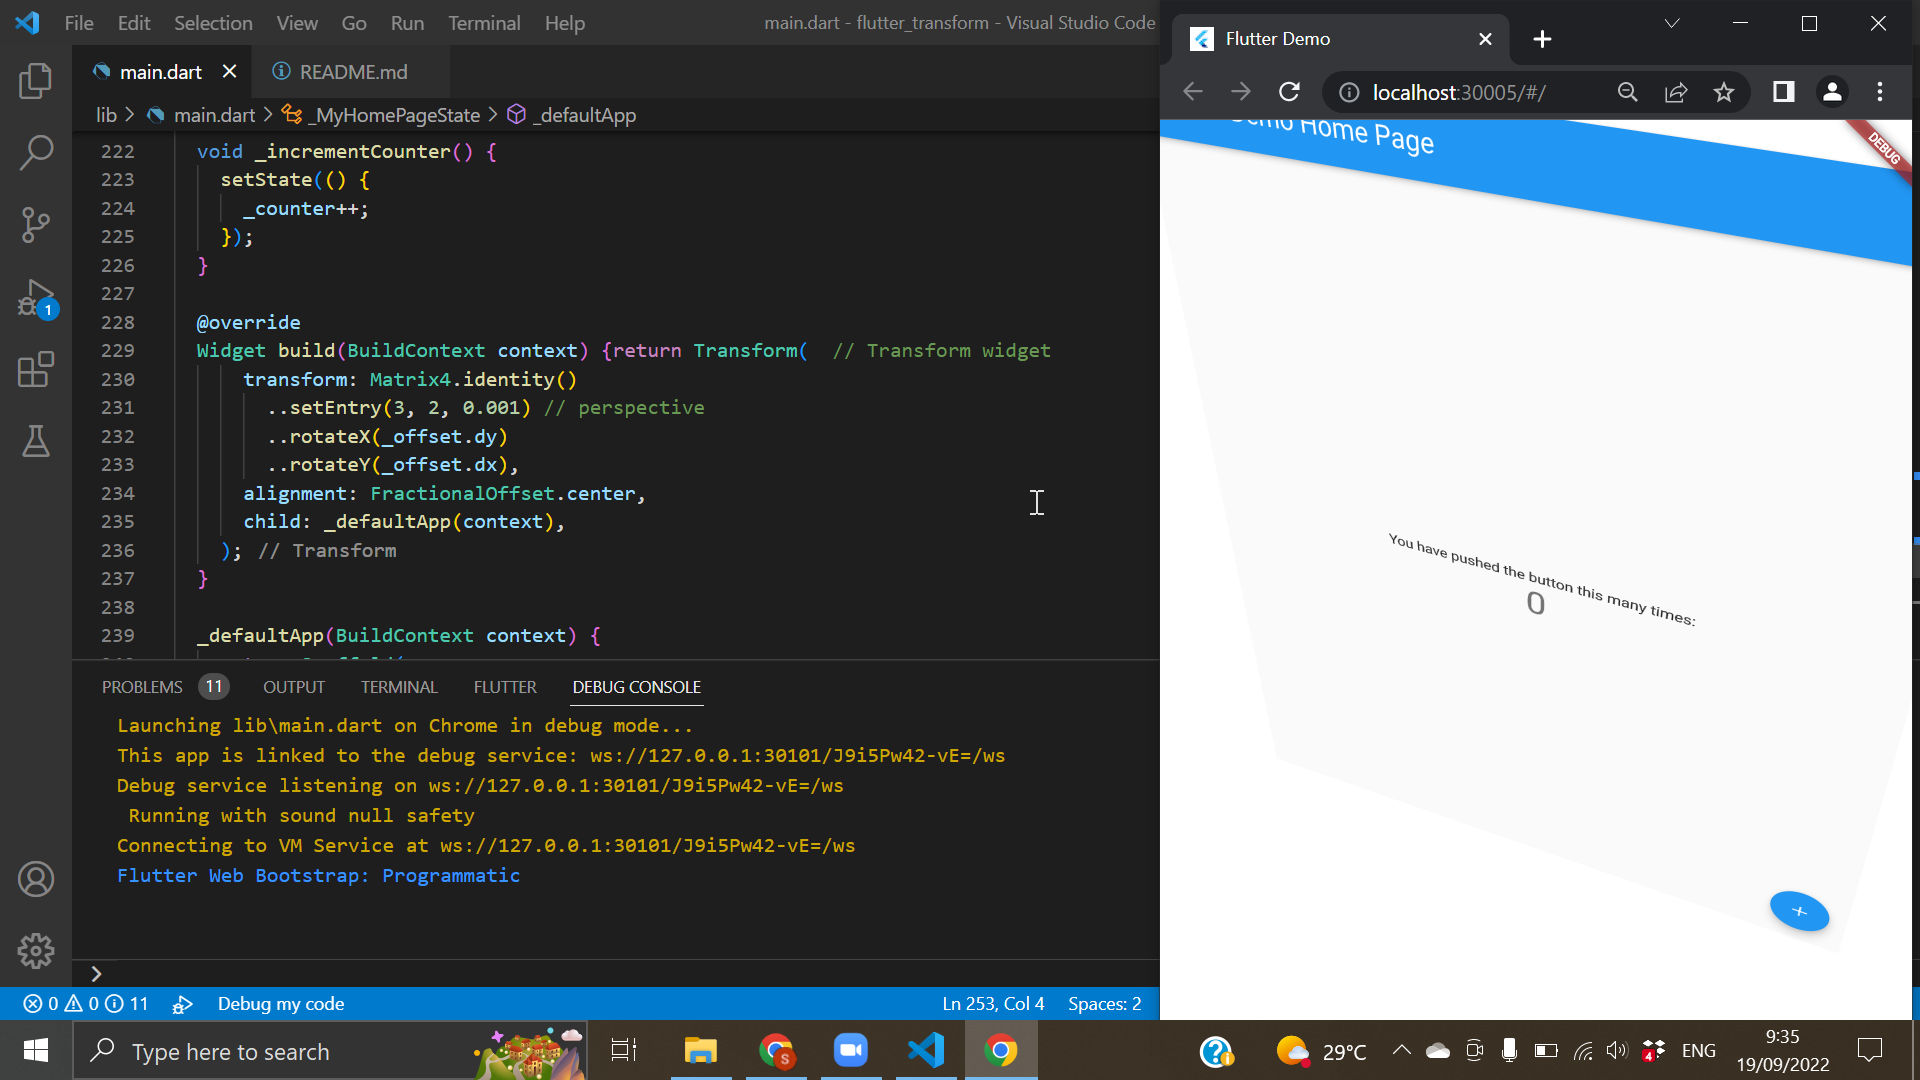 File Edit Selection View Go Run Terminal Help
main.dart - flutter_transform - Visual Studio Code
main.dart
README.md
lib > main.dart > _MyHomePageState > _defaultApp
222 void _incrementCounter() {
223 setState(() {
224 _counter++;
225 });
226 }
227
228 @override
229 Widget build(BuildContext context) {return Transform( // Transform widget
230 transform: Matrix4.identity()
231 ..setEntry(3, 2, 0.001) // perspective
232 ..rotateX(_offset.dy)
233 ..rotateY(_offset.dx),
234 alignment: FractionalOffset.center,
235 child: _defaultApp(context),
236 ); // Transform
237 }
238
239 _defaultApp(BuildContext context) {
PROBLEMS 11 OUTPUT TERMINAL FLUTTER DEBUG CONSOLE
Launching lib\main.dart on Chrome in debug mode...
This app is linked to the debug service: ws://127.0.0.1:30101/J9i5Pw42-vE=/ws
Debug service listening on ws://127.0.0.1:30101/J9i5Pw42-vE=/ws
Running with sound null safety
Connecting to VM Service at ws://127.0.0.1:30101/J9i5Pw42-vE=/ws
Flutter Web Bootstrap: Programmatic
1
0 0 11 Debug my code
Ln 253, Col 4 Spaces: 2
Flutter Demo
localhost:30005/#/
Demo Home Page
DEBUG
You have pushed the button this many times:
0
+
Type here to search
S
29°C
4
ENG
9:35
19/09/2022